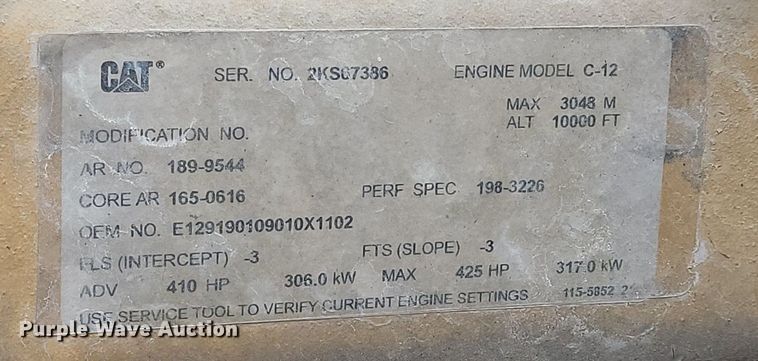 CAT® SER. NO. 2KS67386 ENGINE MODEL C-12
MAX 3048 M
ALT 10000 FT
MODIFICATION NO.
AR NO. 189-9544
CORE AR 165-0616 PERF SPEC 198-3226
OEM NO. E129190109010X1102
FLS (INTERCEPT) -3 FTS (SLOPE) -3
ADV 410 HP 306.0 kW MAX 425 HP 317.0 kW
USE SERVICE TOOL TO VERIFY CURRENT ENGINE SETTINGS 115-5852
Purple Wave Auction